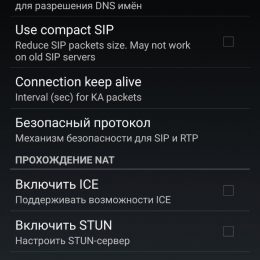 для разрешения DNS имён
Use compact SIP
Reduce SIP packets size. May not work
on old SIP servers
Connection keep alive
Interval (sec) for KA packets
Безопасный протокол
Механизм безопасности для SIP и RTP
ПРОХОЖДЕНИЕ NAT
Включить ICE
Поддерживать возможности ICE
Включить STUN
Настроить STUN-сервер